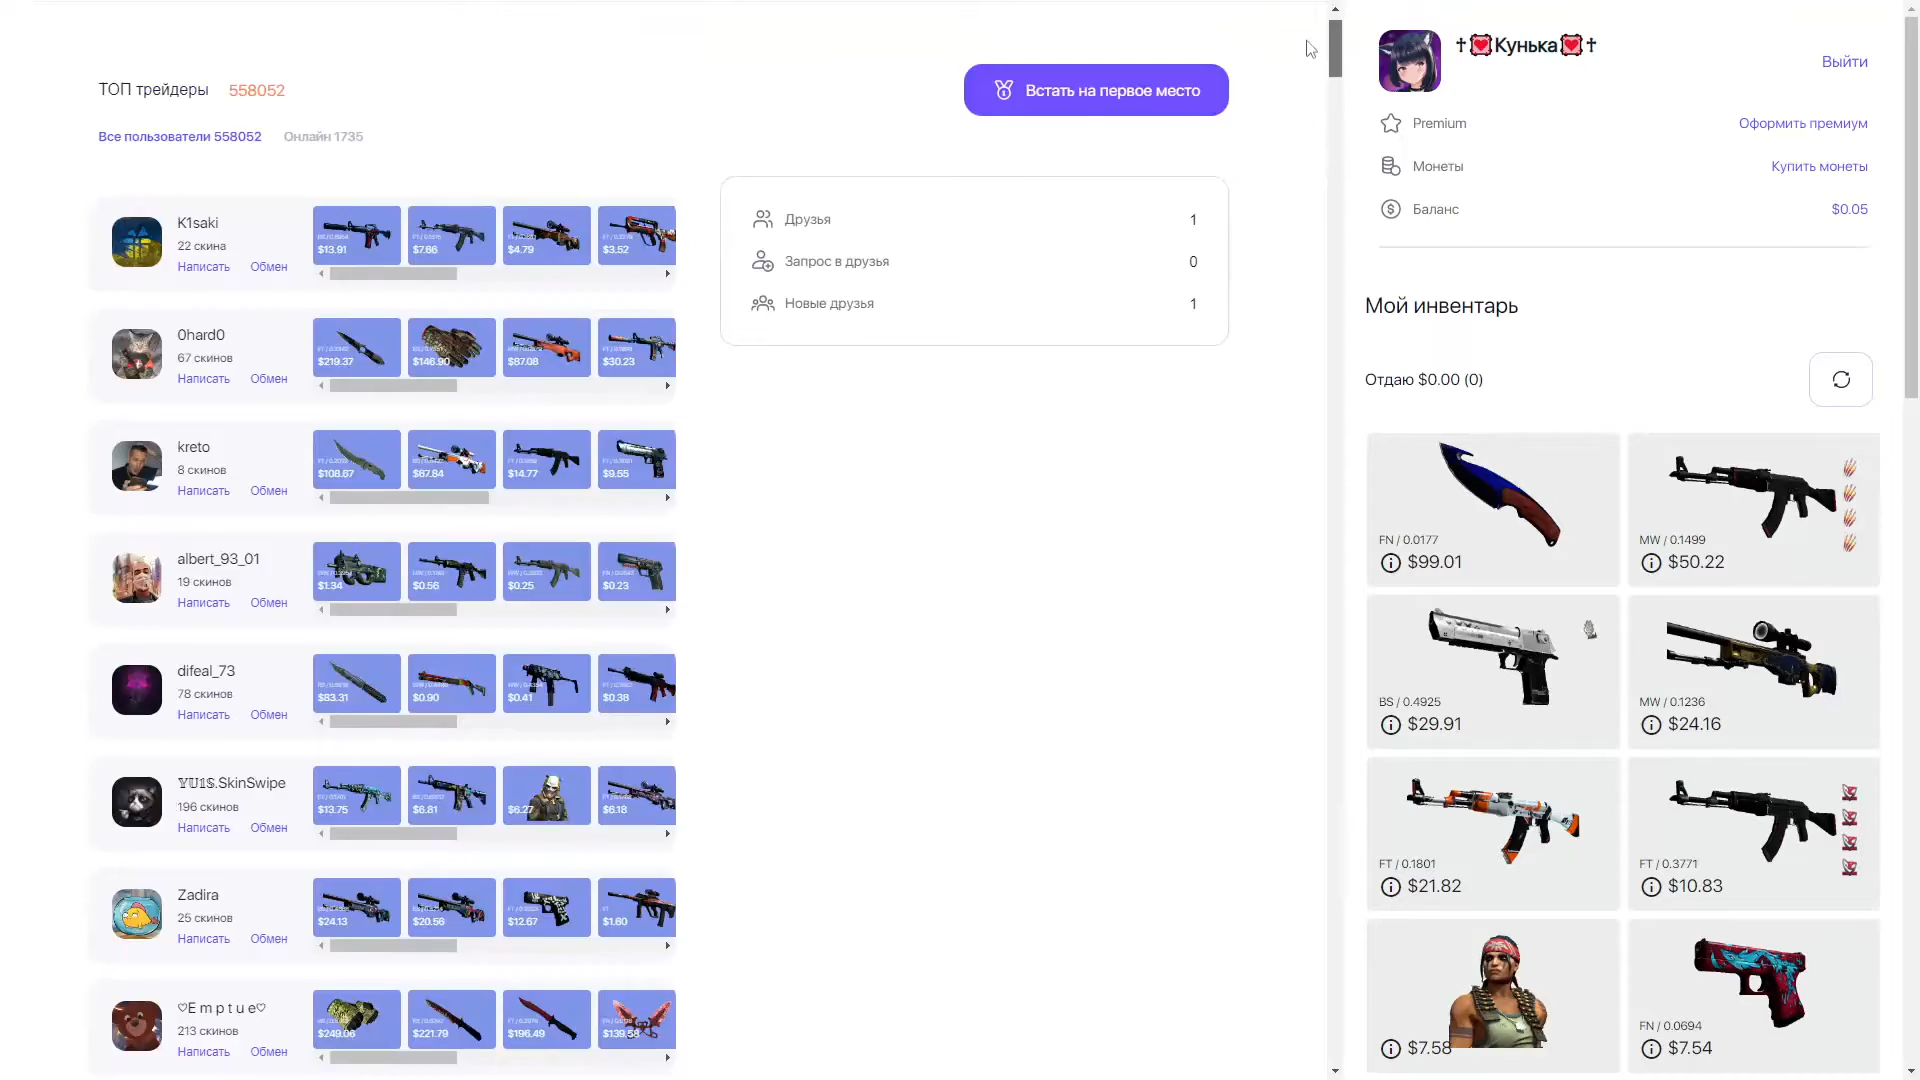 ТОП трейдеры 558052
Встать на первое место
Все пользователи 558052 Онлайн 1735
K1saki
22 скина
Написать Обмен
$13.91
$7.66
$4.79
$3.52
0hard0
67 скинов
Написать Обмен
$219.37
$146.90
$87.08
$30.23
kreto
8 скинов
Написать Обмен
$108.67
$67.84
$14.77
$9.55
albert_93_01
19 скинов
Написать Обмен
$1.34
$0.56
$0.25
$0.23
difeal_73
78 скинов
Написать Обмен
$83.31
$0.90
$0.41
$0.38
𝕐𝕌𝟙𝕊.SkinSwipe
196 скинов
Написать Обмен
$13.75
$6.81
$6.27
$6.18
Zadira
25 скинов
Написать Обмен
$24.13
$20.56
$12.67
$1.60
♡E m p t u e♡
213 скинов
Написать Обмен
$249.06
$221.79
$196.49
$139.58
Друзья 1
Запрос в друзья 0
Новые друзья 1
†💟Кунька💟†
Выйти
Premium Оформить премиум
Монеты Купить монеты
Баланс $0.05
Мой инвентарь
Отдаю $0.00 (0)
FN / 0.0177
$99.01
MW / 0.1499
$50.22
BS / 0.4925
$29.91
MW / 0.1236
$24.16
FT / 0.1801
$21.82
FT / 0.3771
$10.83
$7.58
FN / 0.0694
$7.54